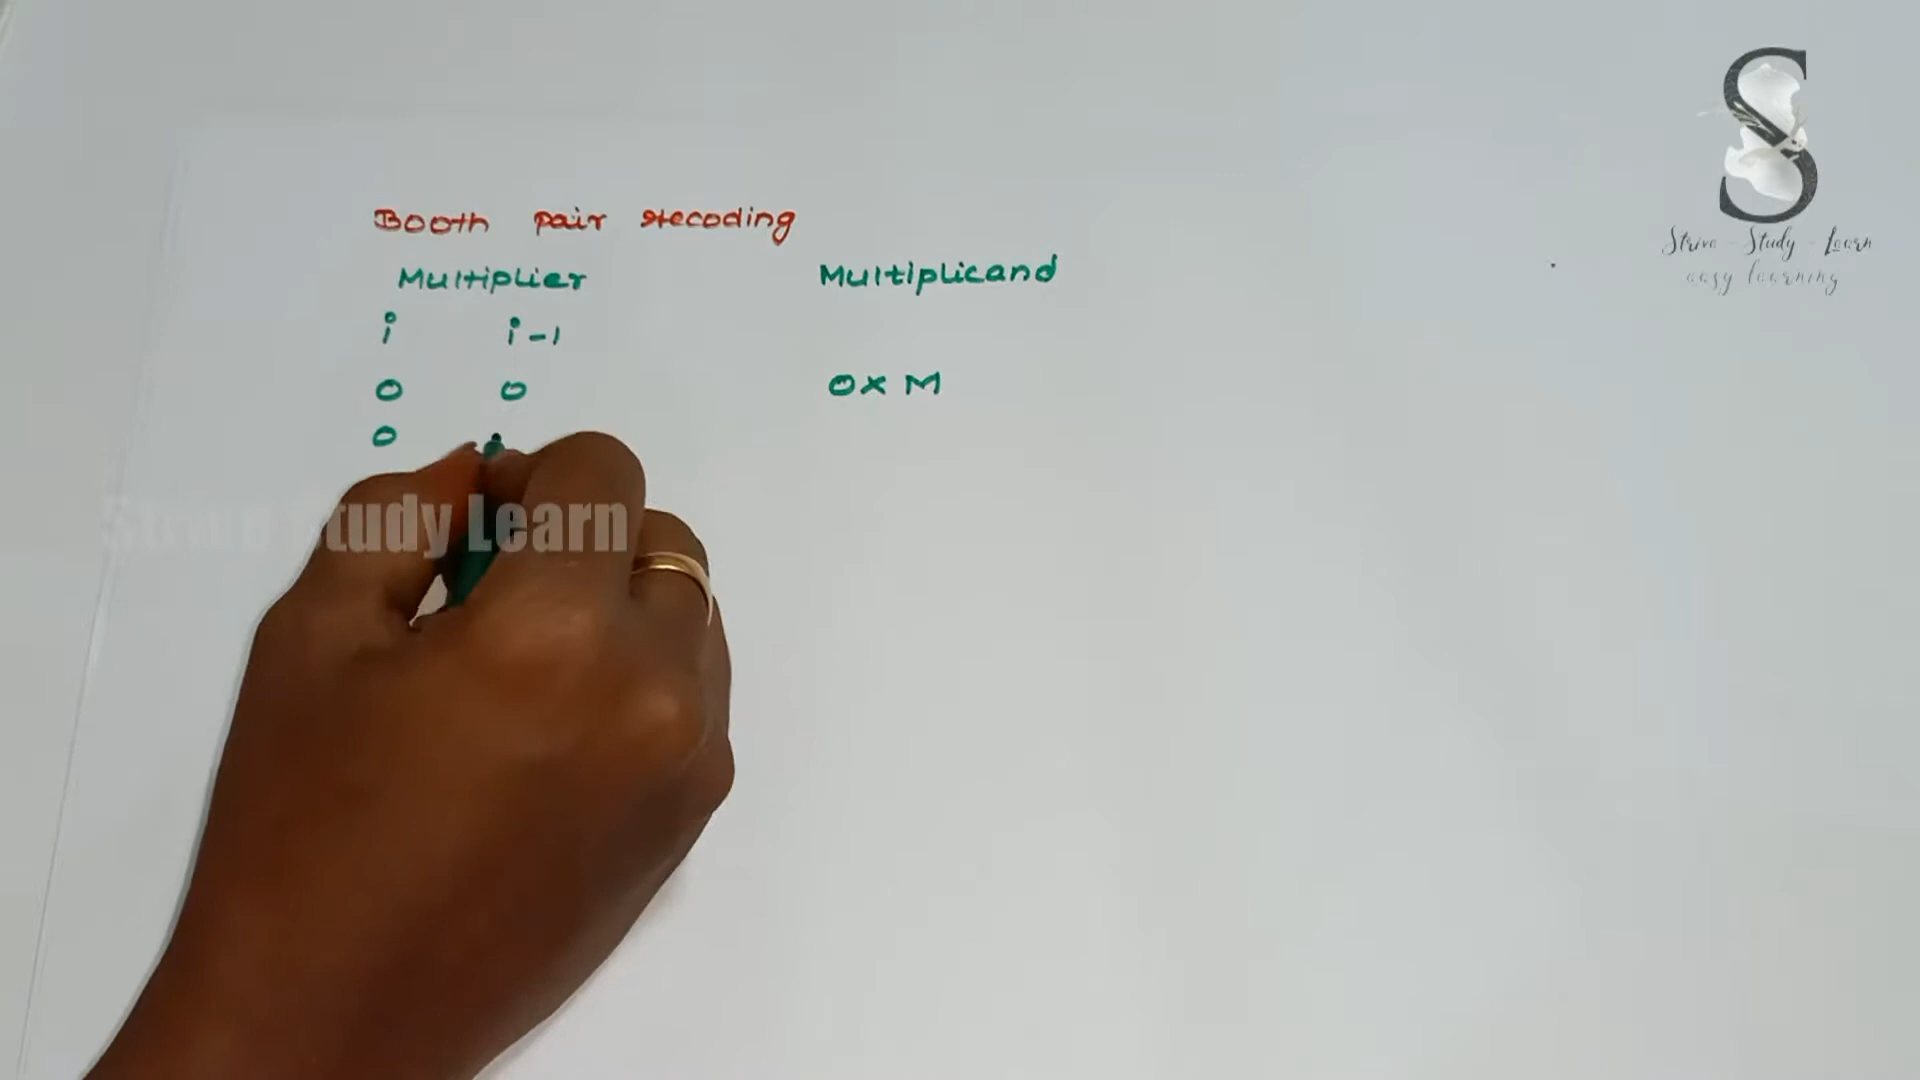 Booth pair recoding
Multiplier Multiplicand
i i-1
0 0 0 x M
0
Strive - Study - Learn
easy learning
Strive Study Learn